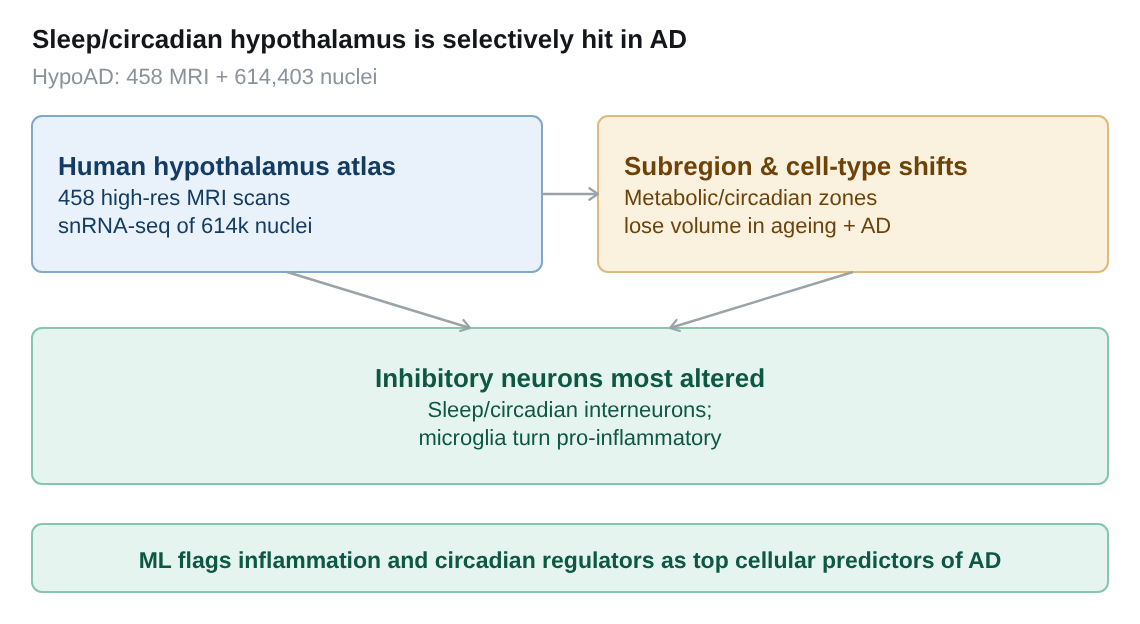 Sleep/circadian hypothalamus is selectively hit in AD
HypoAD: 458 MRI + 614,403 nuclei
Human hypothalamus atlas
458 high-res MRI scans
snRNA-seq of 614k nuclei
Subregion & cell-type shifts
Metabolic/circadian zones
lose volume in ageing + AD
Inhibitory neurons most altered
Sleep/circadian interneurons;
microglia turn pro-inflammatory
ML flags inflammation and circadian regulators as top cellular predictors of AD